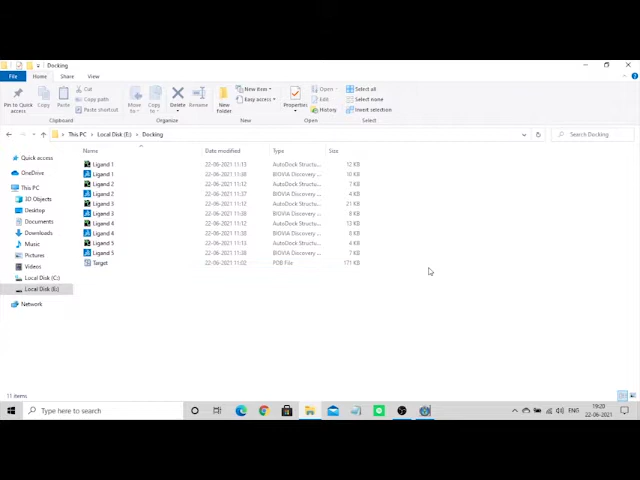 Docking
File Home Share View
Pin to Quick access
Copy
Paste
Cut
Copy path
Paste shortcut
Clipboard
Move to
Copy to
Delete
Rename
Organize
New Folder
New item
Easy access
New
Properties
Open
Edit
History
Open
Select all
Select none
Invert selection
Select
This PC > Local Disk (E:) > Docking
Search Docking
Name Date modified Type Size
Quick access
OneDrive
This PC
3D Objects
Desktop
Documents
Downloads
Music
Pictures
Videos
Local Disk (C:)
Local Disk (E:)
Network
Ligand 1 22-06-2021 11:13 AutoDock Structu... 12 KB
Ligand 1 22-06-2021 11:38 BIOVIA Discovery ... 10 KB
Ligand 2 22-06-2021 11:12 AutoDock Structu... 7 KB
Ligand 2 22-06-2021 11:37 BIOVIA Discovery ... 4 KB
Ligand 3 22-06-2021 11:12 AutoDock Structu... 21 KB
Ligand 3 22-06-2021 11:38 BIOVIA Discovery ... 8 KB
Ligand 4 22-06-2021 11:12 AutoDock Structu... 13 KB
Ligand 4 22-06-2021 11:38 BIOVIA Discovery ... 8 KB
Ligand 5 22-06-2021 11:13 AutoDock Structu... 4 KB
Ligand 5 22-06-2021 11:38 BIOVIA Discovery ... 7 KB
Target 22-06-2021 11:02 PDB File 171 KB
11 items
Type here to search
ENG
19:20
22-06-2021